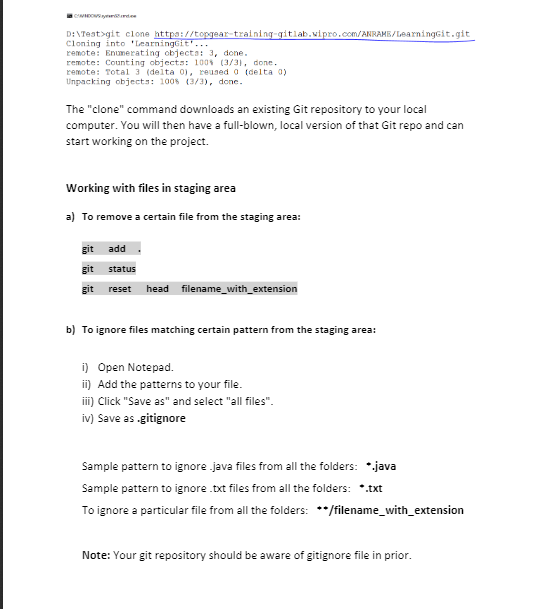 C:\WINDOWS\system32\cmd.exe
D:\Test>git clone https://topgear-training-gitlab.wipro.com/ANRAME/LearningGit.git
Cloning into 'LearningGit'...
remote: Enumerating objects: 3, done.
remote: Counting objects: 100% (3/3), done.
remote: Total 3 (delta 0), reused 0 (delta 0)
Unpacking objects: 100% (3/3), done.
The "clone" command downloads an existing Git repository to your local
computer. You will then have a full-blown, local version of that Git repo and can
start working on the project.
Working with files in staging area
a) To remove a certain file from the staging area:
git add .
git status
git reset head filename_with_extension
b) To ignore files matching certain pattern from the staging area:
i) Open Notepad.
ii) Add the patterns to your file.
iii) Click "Save as" and select "all files".
iv) Save as .gitignore
Sample pattern to ignore .java files from all the folders: *.java
Sample pattern to ignore .txt files from all the folders: *.txt
To ignore a particular file from all the folders: **/filename_with_extension
Note: Your git repository should be aware of gitignore file in prior.